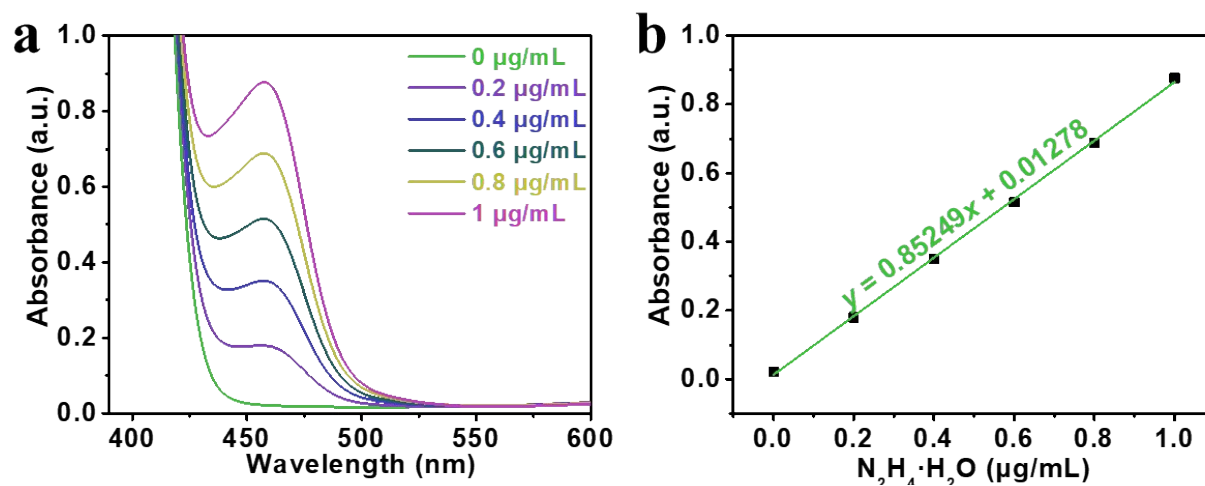 a
1.0
0.8
0.6
0.4
0.2
0.0
Absorbance (a.u.)
400
450
500
550
600
Wavelength (nm)
0 µg/mL
0.2 µg/mL
0.4 µg/mL
0.6 µg/mL
0.8 µg/mL
1 µg/mL
b
1.0
0.8
0.6
0.4
0.2
0.0
Absorbance (a.u.)
y = 0.85249x + 0.01278
0.0
0.2
0.4
0.6
0.8
1.0
N₂H₄·H₂O (µg/mL)